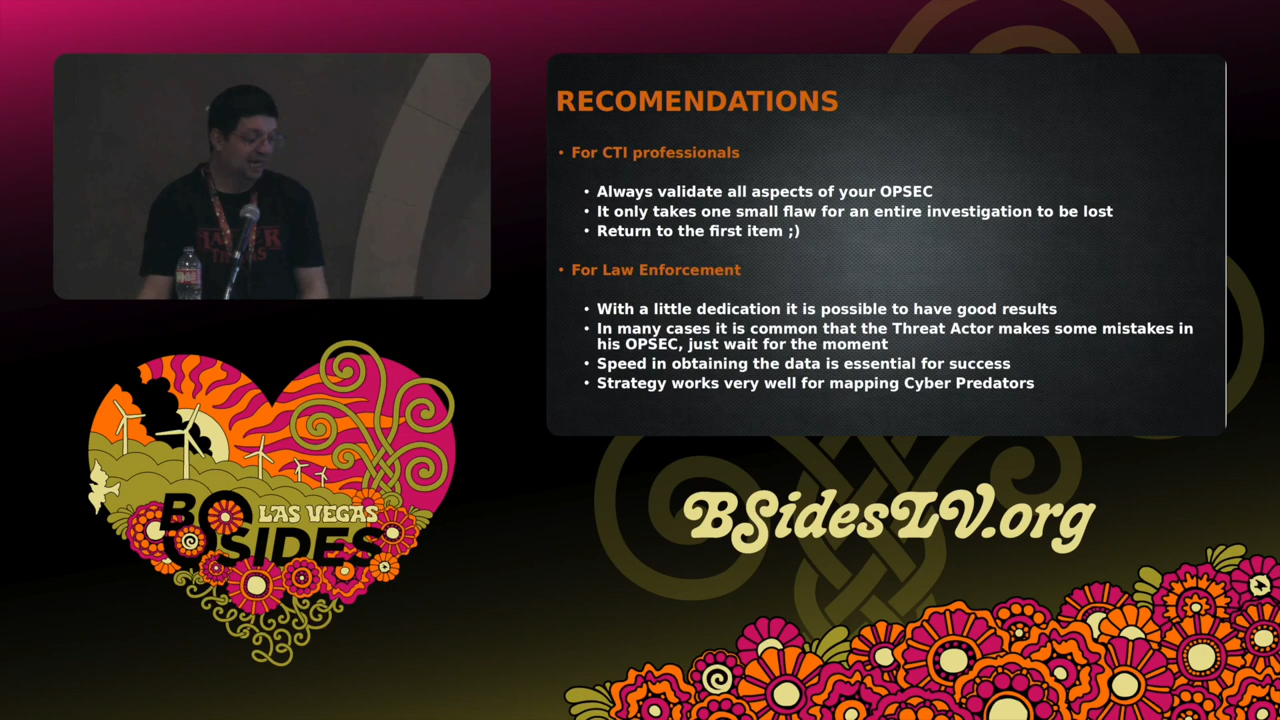 RECOMENDATIONS
• For CTI professionals
• Always validate all aspects of your OPSEC
• It only takes one small flaw for an entire investigation to be lost
• Return to the first item ;)
• For Law Enforcement
• With a little dedication it is possible to have good results
• In many cases it is common that the Threat Actor makes some mistakes in
his OPSEC, just wait for the moment
• Speed in obtaining the data is essential for success
• Strategy works very well for mapping Cyber Predators
LAS VEGAS
BSIDES
BSidesLV.org